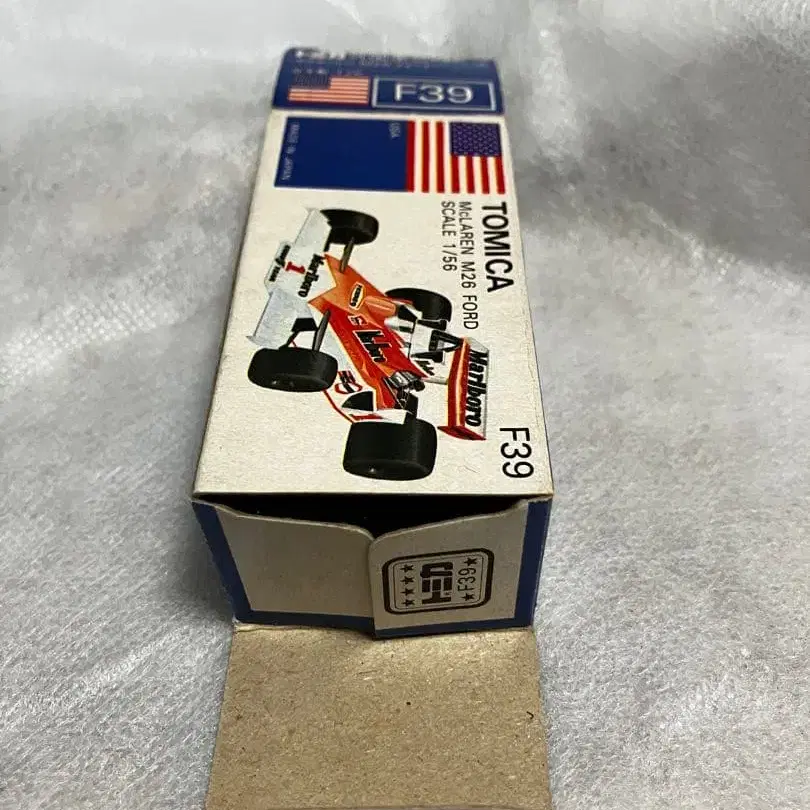 F39
USA
MADE IN JAPAN
TOMICA
McLAREN M26 FORD
SCALE 1/56
F39
Marlboro
1
Marlboro
F39